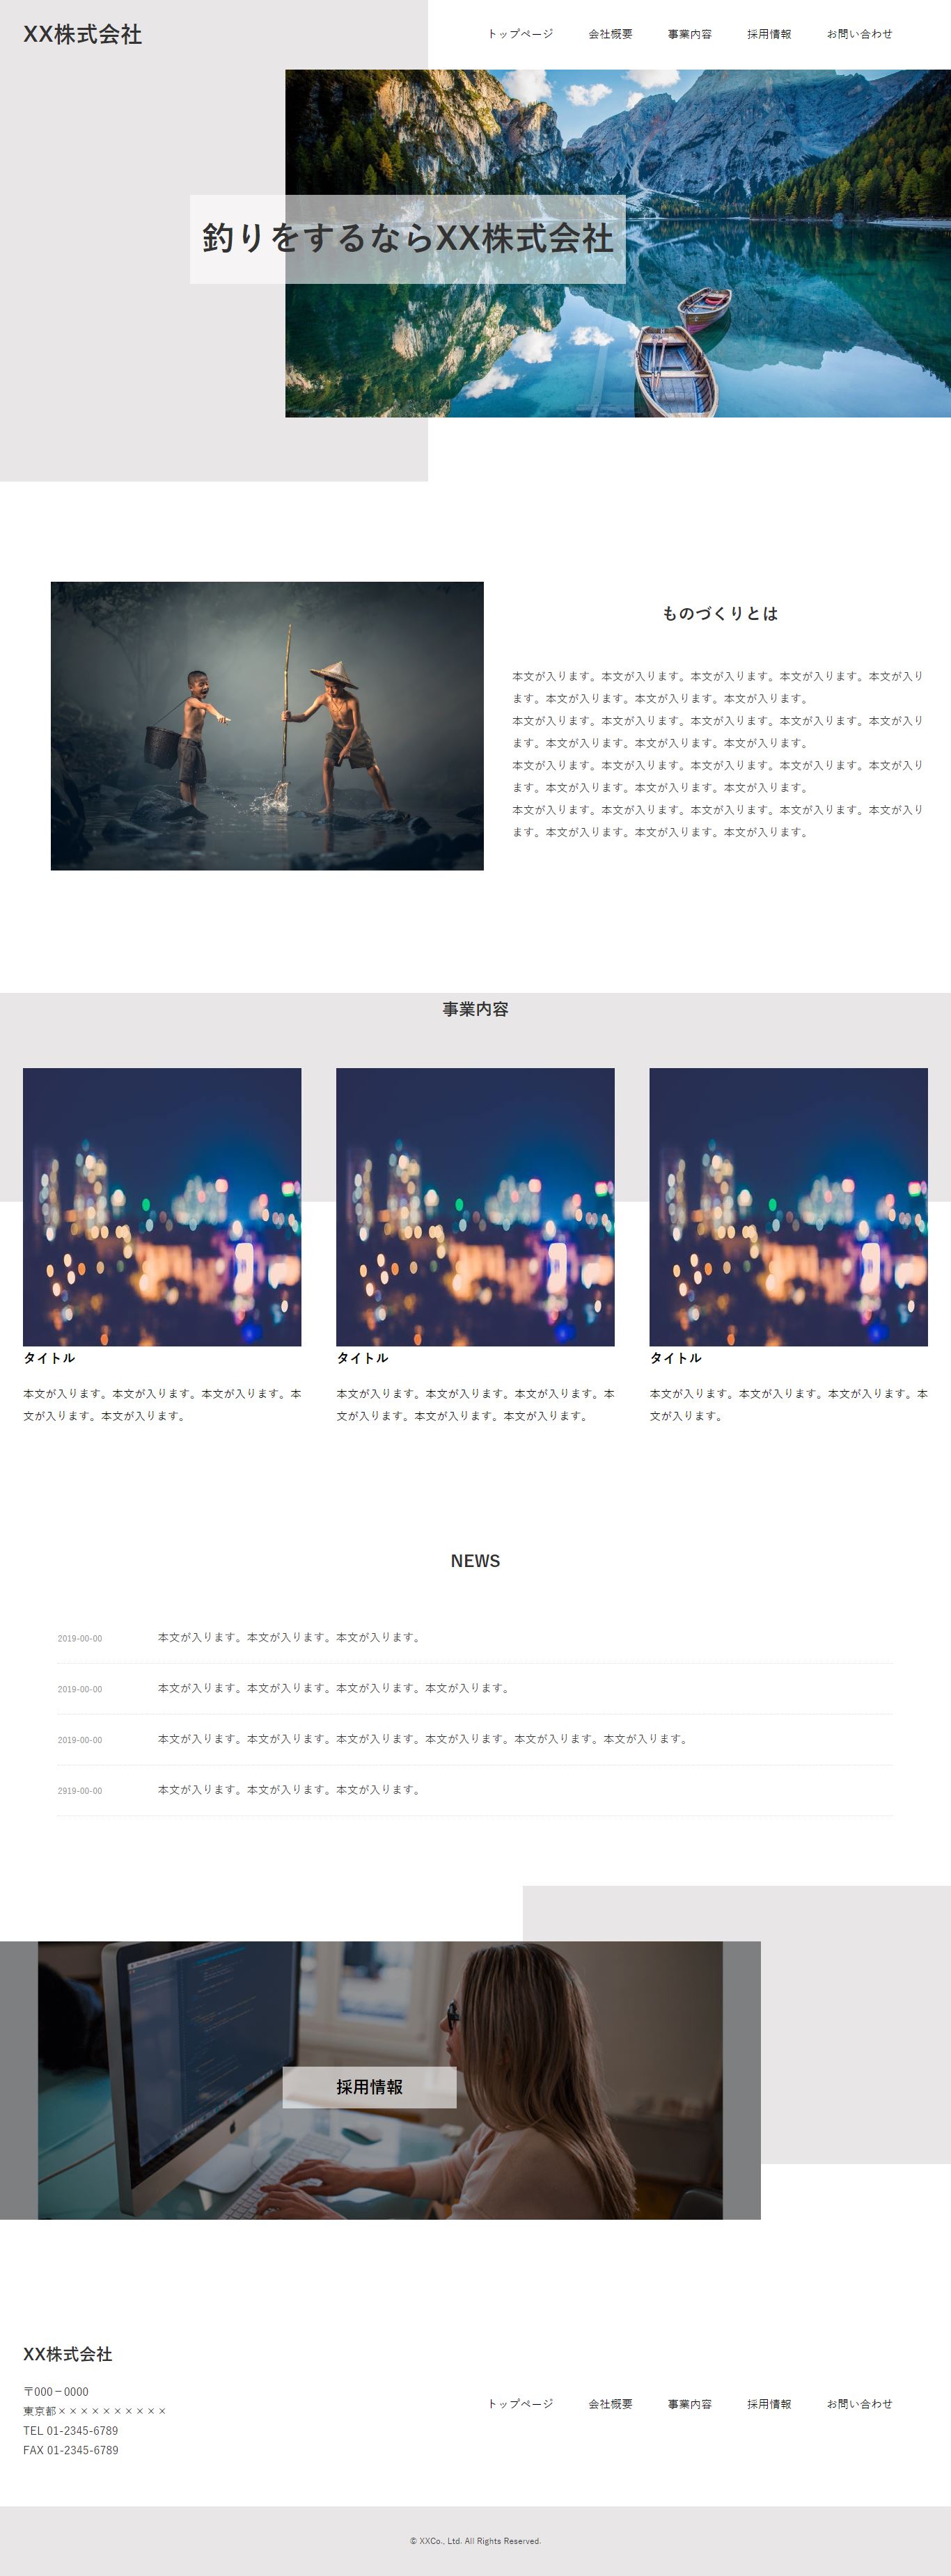 XX株式会社
トップページ 会社概要 事業内容 採用情報 お問い合わせ
釣りをするならXX株式会社
ものづくりとは
本文が入ります。本文が入ります。本文が入ります。本文が入ります。本文が入り
ます。本文が入ります。本文が入ります。本文が入ります。
本文が入ります。本文が入ります。本文が入ります。本文が入ります。本文が入り
ます。本文が入ります。本文が入ります。本文が入ります。
本文が入ります。本文が入ります。本文が入ります。本文が入ります。本文が入り
ます。本文が入ります。本文が入ります。本文が入ります。
本文が入ります。本文が入ります。本文が入ります。本文が入ります。本文が入り
ます。本文が入ります。本文が入ります。本文が入ります。
事業内容
タイトル
本文が入ります。本文が入ります。本文が入ります。本
文が入ります。本文が入ります。
タイトル
本文が入ります。本文が入ります。本文が入ります。本
文が入ります。本文が入ります。本文が入ります。
タイトル
本文が入ります。本文が入ります。本文が入ります。本
文が入ります。
NEWS
2019-00-00 本文が入ります。本文が入ります。本文が入ります。
2019-00-00 本文が入ります。本文が入ります。本文が入ります。本文が入ります。
2019-00-00 本文が入ります。本文が入ります。本文が入ります。本文が入ります。本文が入ります。本文が入ります。
2919-00-00 本文が入ります。本文が入ります。本文が入ります。
採用情報
XX株式会社
〒000−0000
東京都××××××××××
TEL 01-2345-6789
FAX 01-2345-6789
トップページ 会社概要 事業内容 採用情報 お問い合わせ
© XXCo., Ltd. All Rights Reserved.